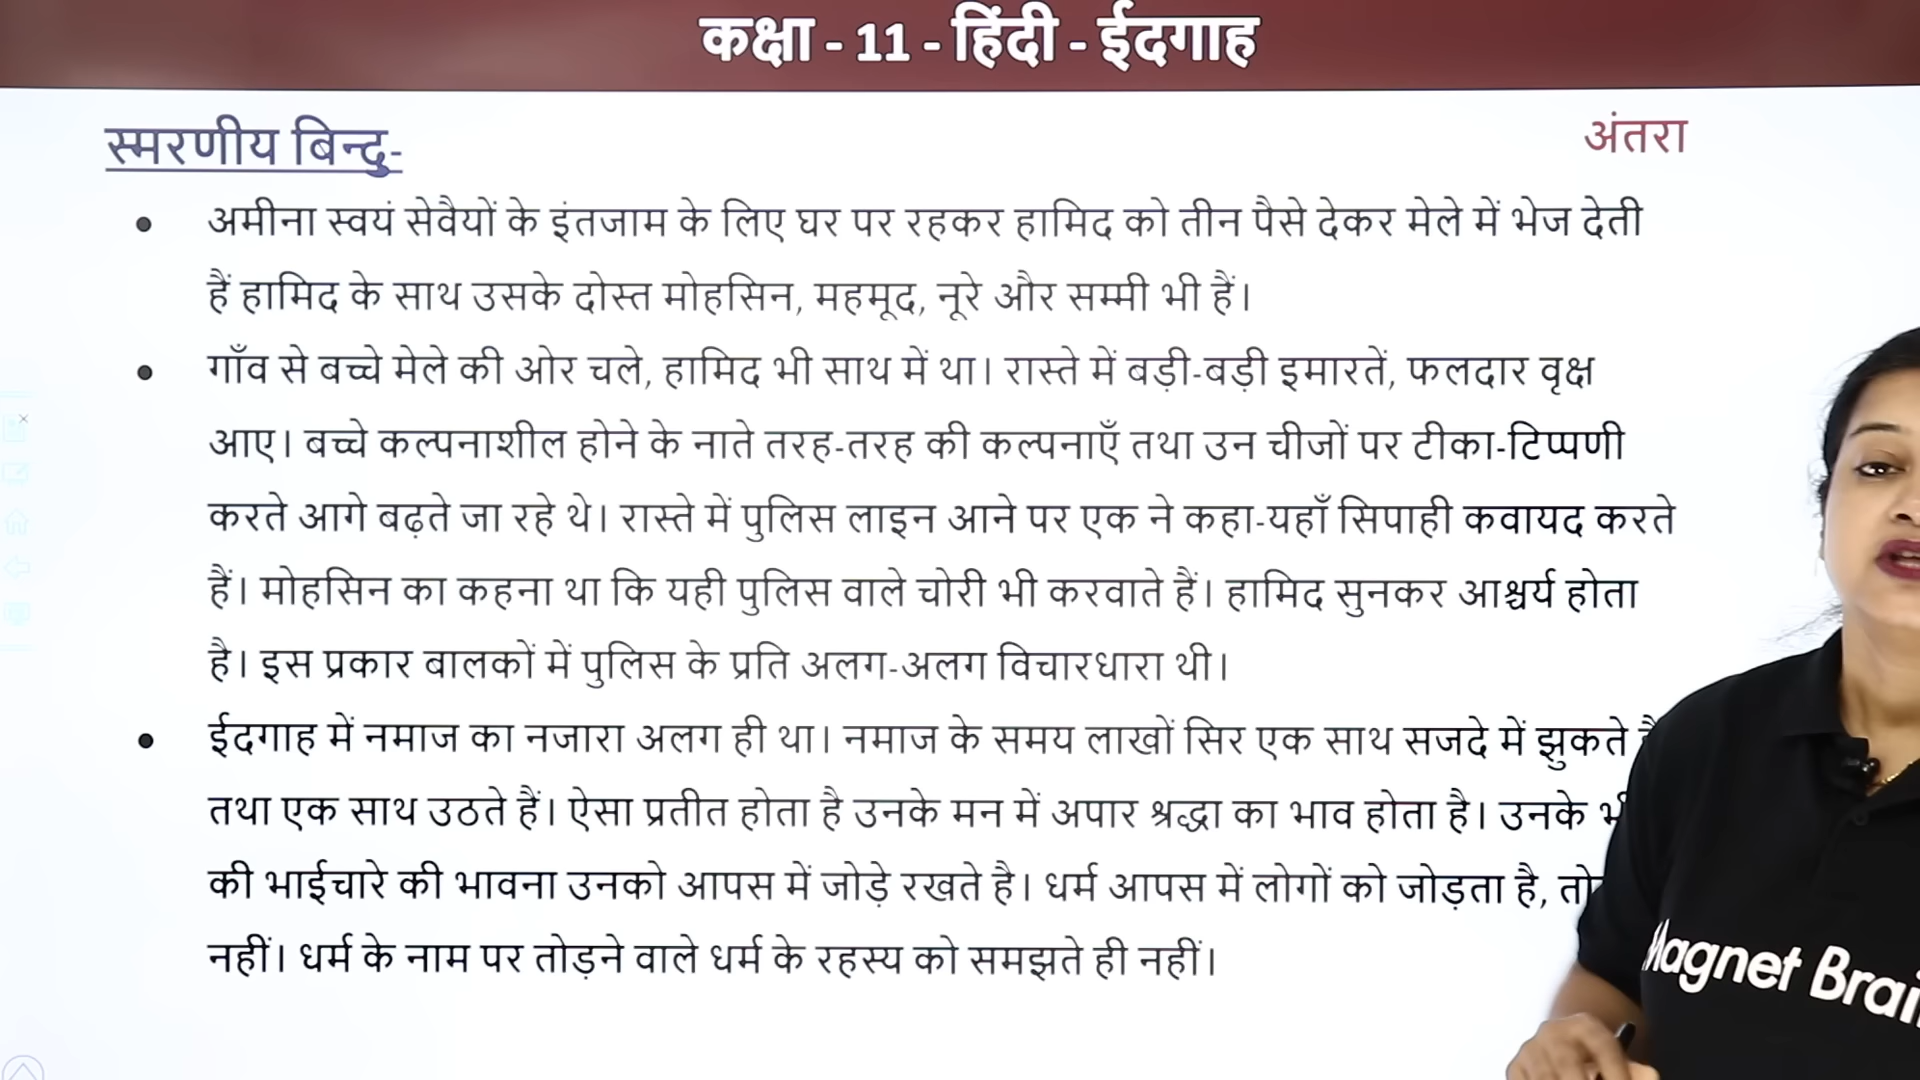 कक्षा - 11 - हिंदी - ईदगाह
स्मरणीय बिन्दु-
अंतरा
• अमीना स्वयं सेवैयों के इंतजाम के लिए घर पर रहकर हामिद को तीन पैसे देकर मेले में भेज देती
हैं हामिद के साथ उसके दोस्त मोहसिन, महमूद, नूरे और सम्मी भी हैं।
• गाँव से बच्चे मेले की ओर चले, हामिद भी साथ में था। रास्ते में बड़ी-बड़ी इमारतें, फलदार वृक्ष
आए। बच्चे कल्पनाशील होने के नाते तरह-तरह की कल्पनाएँ तथा उन चीजों पर टीका-टिप्पणी
करते आगे बढ़ते जा रहे थे। रास्ते में पुलिस लाइन आने पर एक ने कहा-यहाँ सिपाही कवायद करते
हैं। मोहसिन का कहना था कि यही पुलिस वाले चोरी भी करवाते हैं। हामिद सुनकर आश्चर्य होता
है। इस प्रकार बालकों में पुलिस के प्रति अलग-अलग विचारधारा थी।
• ईदगाह में नमाज का नजारा अलग ही था। नमाज के समय लाखों सिर एक साथ सजदे में झुकते
तथा एक साथ उठते हैं। ऐसा प्रतीत होता है उनके मन में अपार श्रद्धा का भाव होता है। उनके
की भाईचारे की भावना उनको आपस में जोड़े रखते है। धर्म आपस में लोगों को जोड़ता है,
नहीं। धर्म के नाम पर तोड़ने वाले धर्म के रहस्य को समझते ही नहीं।
Magnet Brai